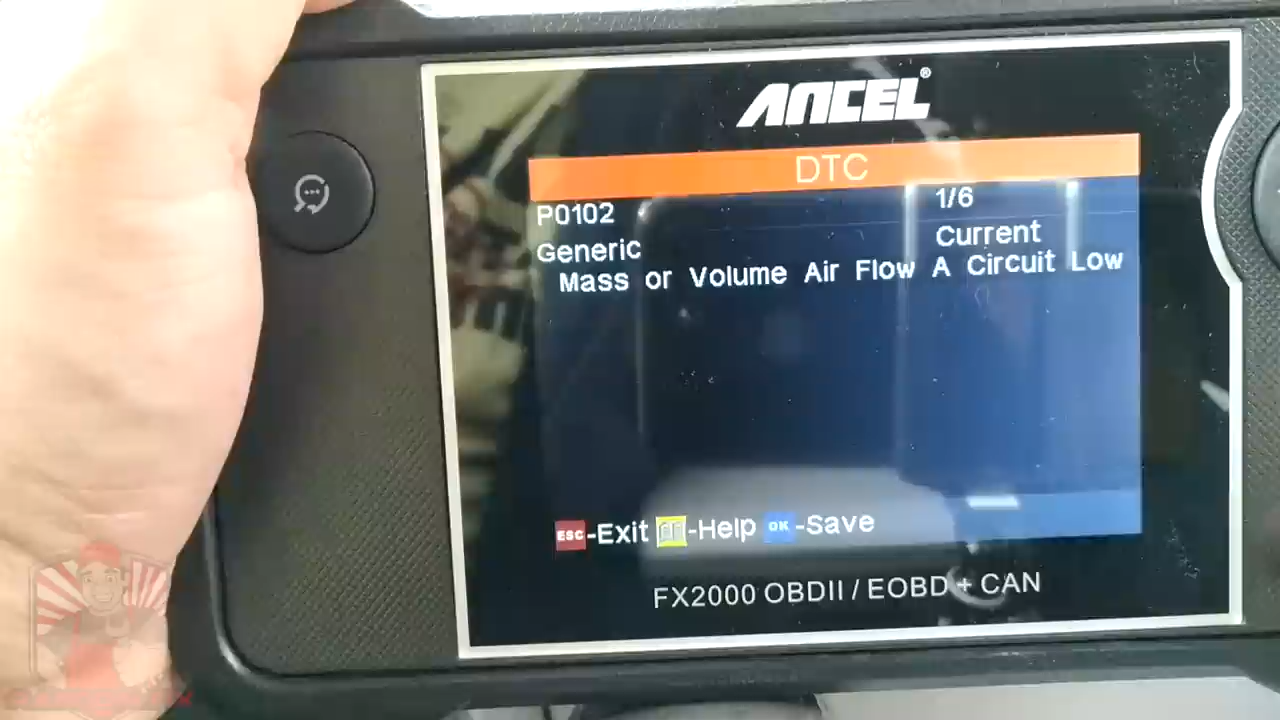 ANCEL®
DTC
P0102 1/6
Generic Current
Mass or Volume Air Flow A Circuit Low
ESC-Exit -Help OK-Save
FX2000 OBDII / EOBD + CAN